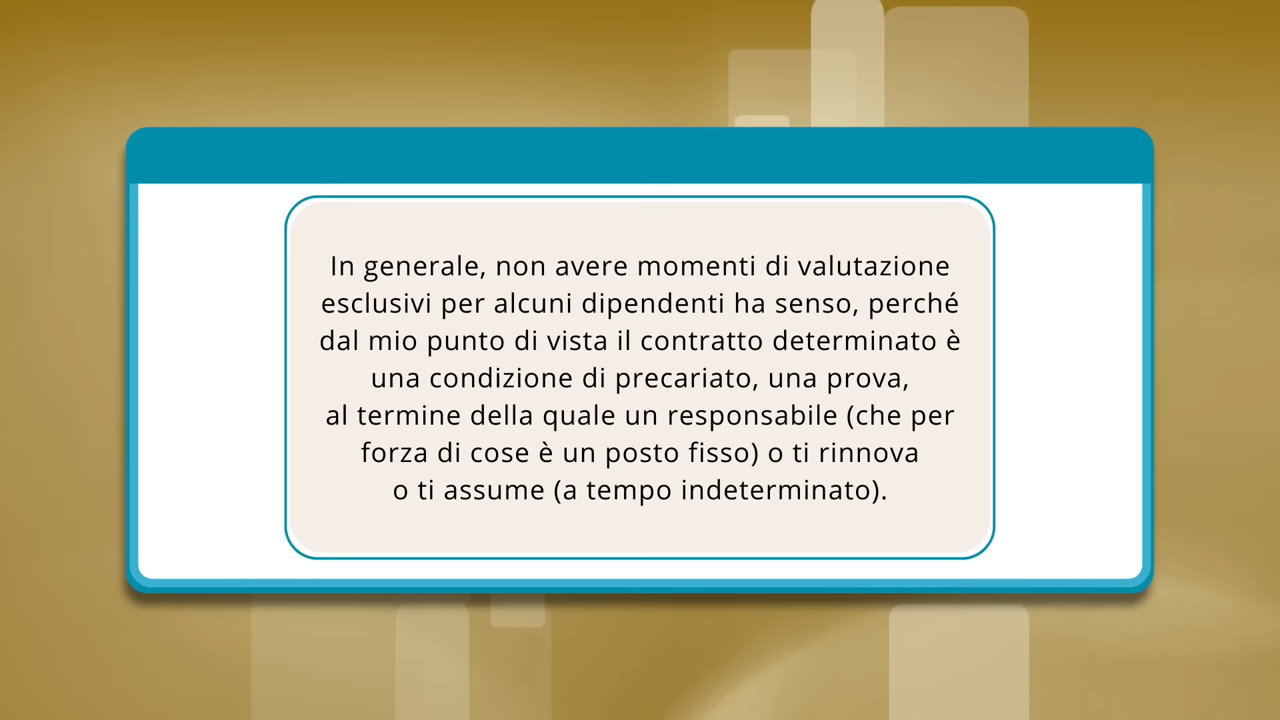 In generale, non avere momenti di valutazione
esclusivi per alcuni dipendenti ha senso, perché
dal mio punto di vista il contratto determinato è
una condizione di precariato, una prova,
al termine della quale un responsabile (che per
forza di cose è un posto fisso) o ti rinnova
o ti assume (a tempo indeterminato).